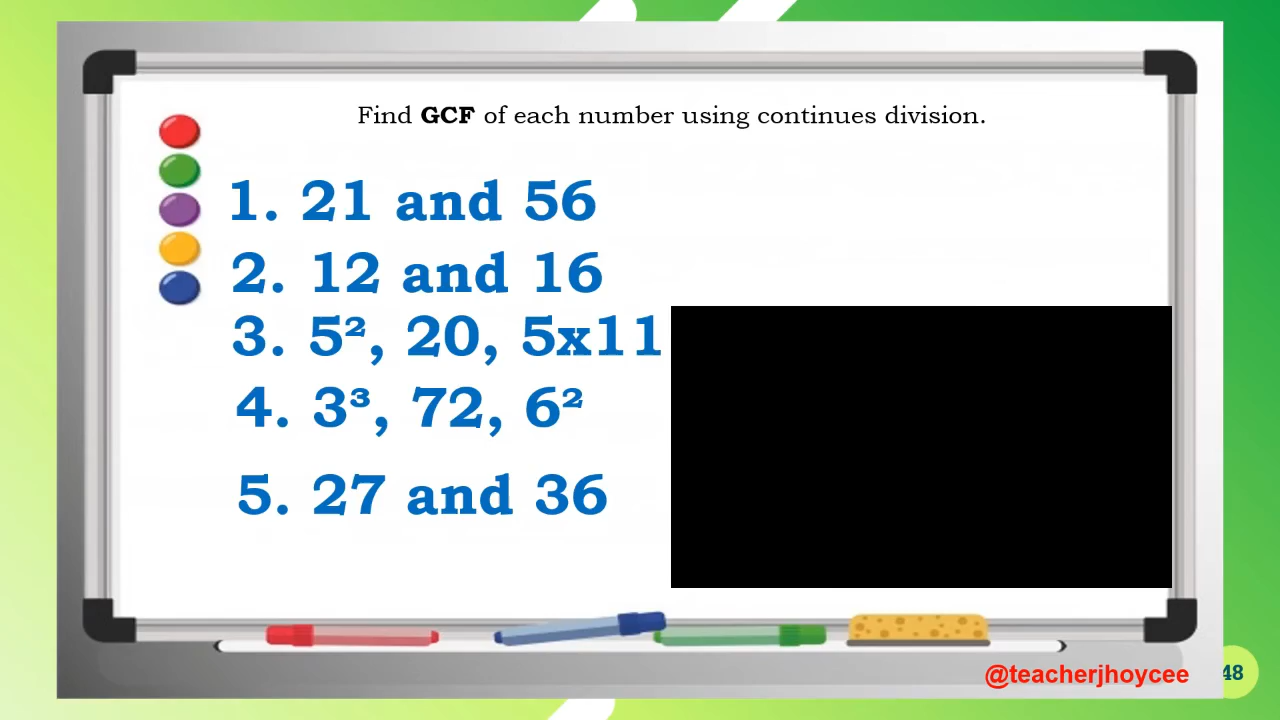 Find GCF of each number using continues division.
1. 21 and 56
2. 12 and 16
3. 5², 20, 5x11
4. 3³, 72, 6²
5. 27 and 36
@teacherjhoycee
48